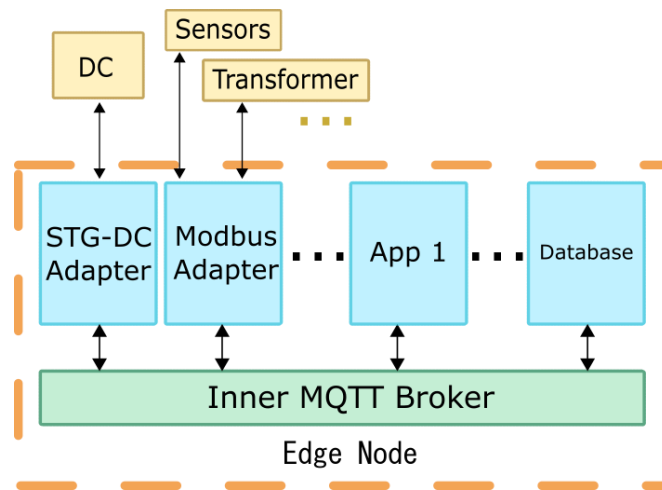 Sensors
DC
Transformer
STG-DC
Adapter
Modbus
Adapter
App 1
Database
Inner MQTT Broker
Edge Node